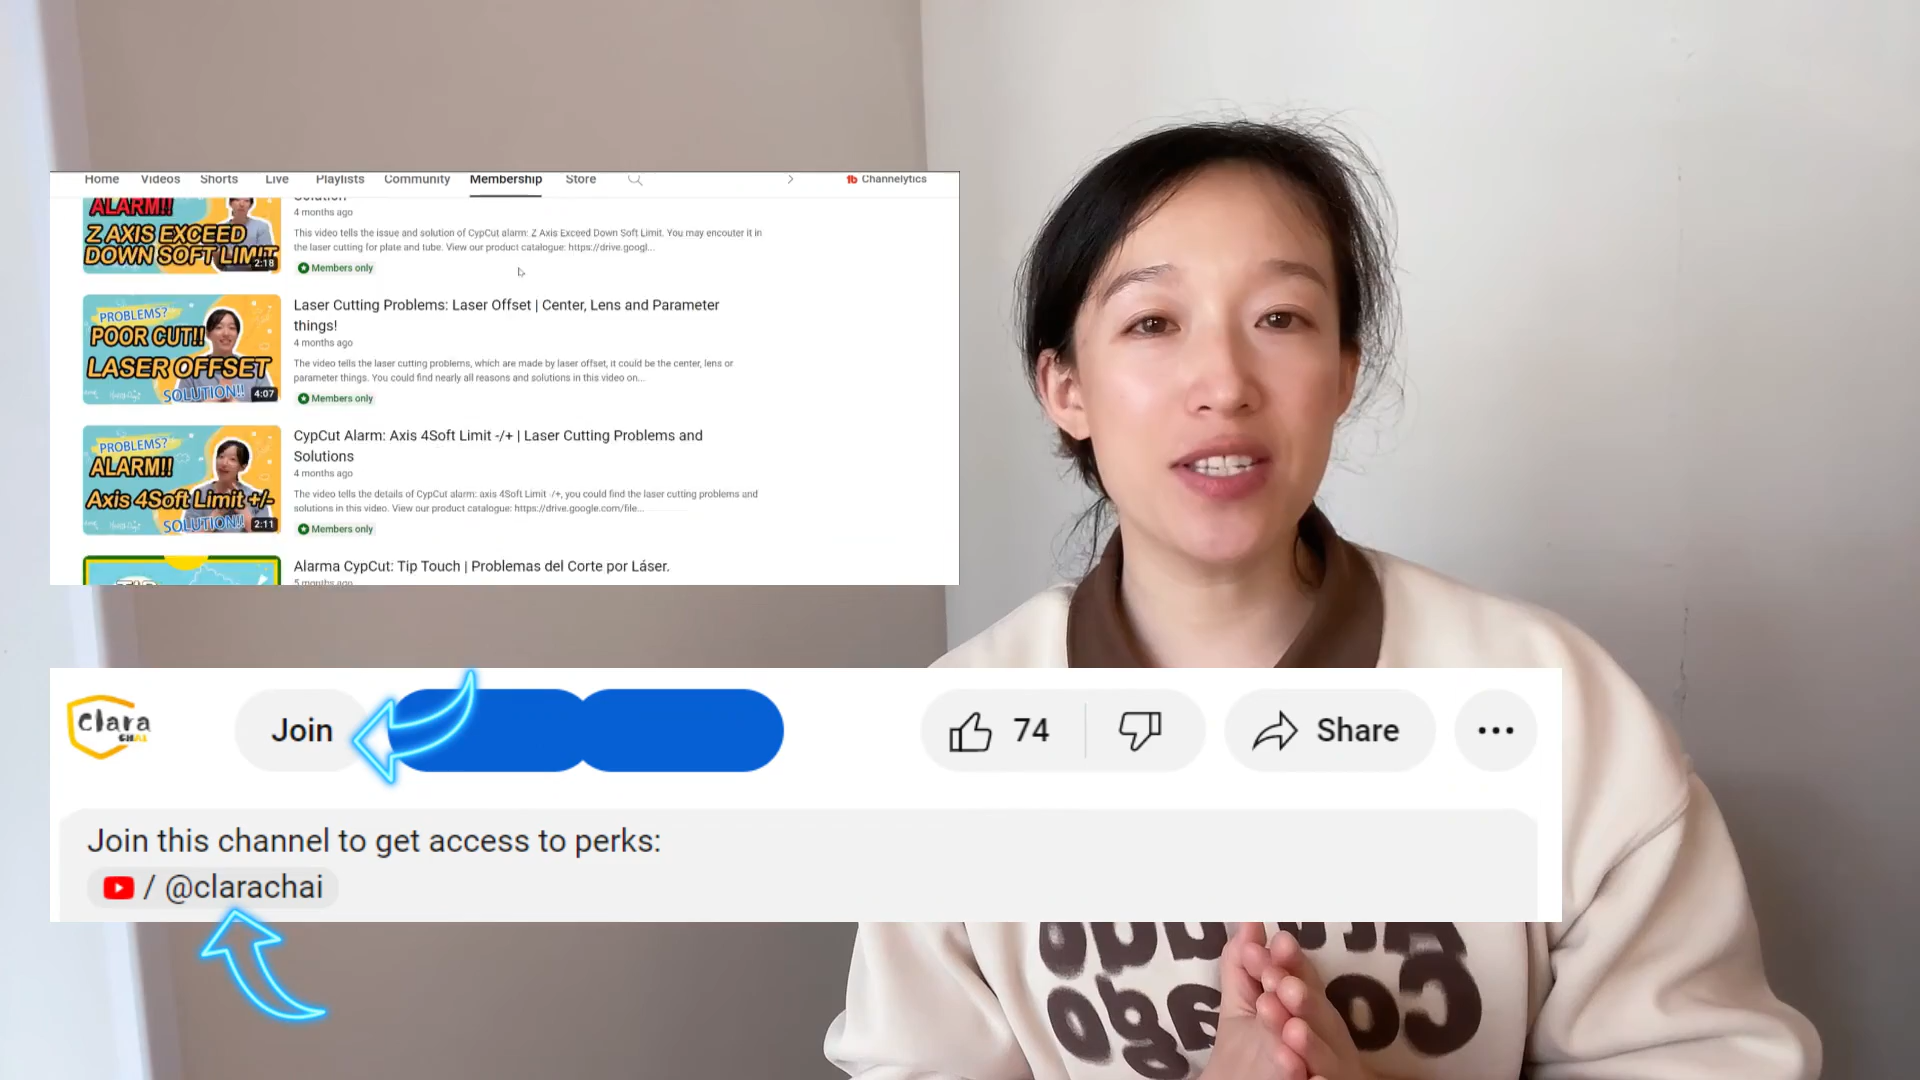 Home Videos Shorts Live Playlists Community Membership Store Channelytics
ALARM!!
Z AXIS EXCEED
DOWN SOFT LIMIT
2:18
Solution
4 months ago
This video tells the issue and solution of CypCut alarm: Z Axis Exceed Down Soft Limit. You may encouter it in
the laser cutting for plate and tube. View our product catalogue: https://drive.googl...
Members only
PROBLEMS?
POOR CUT!!
LASER OFFSET
SOLUTION!!
4:07
Laser Cutting Problems: Laser Offset | Center, Lens and Parameter
things!
4 months ago
The video tells the laser cutting problems, which are made by laser offset, it could be the center, lens or
parameter things. You could find nearly all reasons and solutions in this video on...
Members only
PROBLEMS?
ALARM!!
Axis 4Soft Limit +/-
SOLUTION!!
2:11
CypCut Alarm: Axis 4Soft Limit -/+ | Laser Cutting Problems and
Solutions
4 months ago
The video tells the details of CypCut alarm: axis 4Soft Limit -/+, you could find the laser cutting problems and
solutions in this video. View our product catalogue: https://drive.google.com/file...
Members only
Alarma CypCut: Tip Touch | Problemas del Corte por Láser.
5 months ago
Clara
CHAI
Join
74
Share
Join this channel to get access to perks:
/ @clarachai